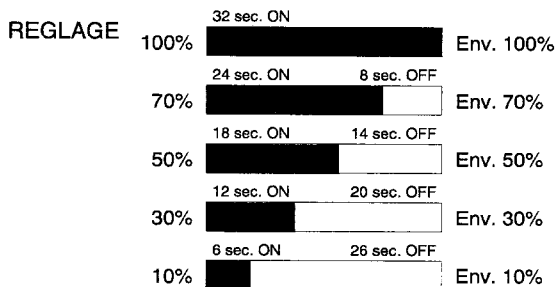 32 sec. ON
REGLAGE 100% Env. 100%
24 sec. ON 8 sec. OFF
70% Env. 70%
18 sec. ON 14 sec. OFF
50% Env. 50%
12 sec. ON 20 sec. OFF
30% Env. 30%
6 sec. ON 26 sec. OFF
10% Env. 10%